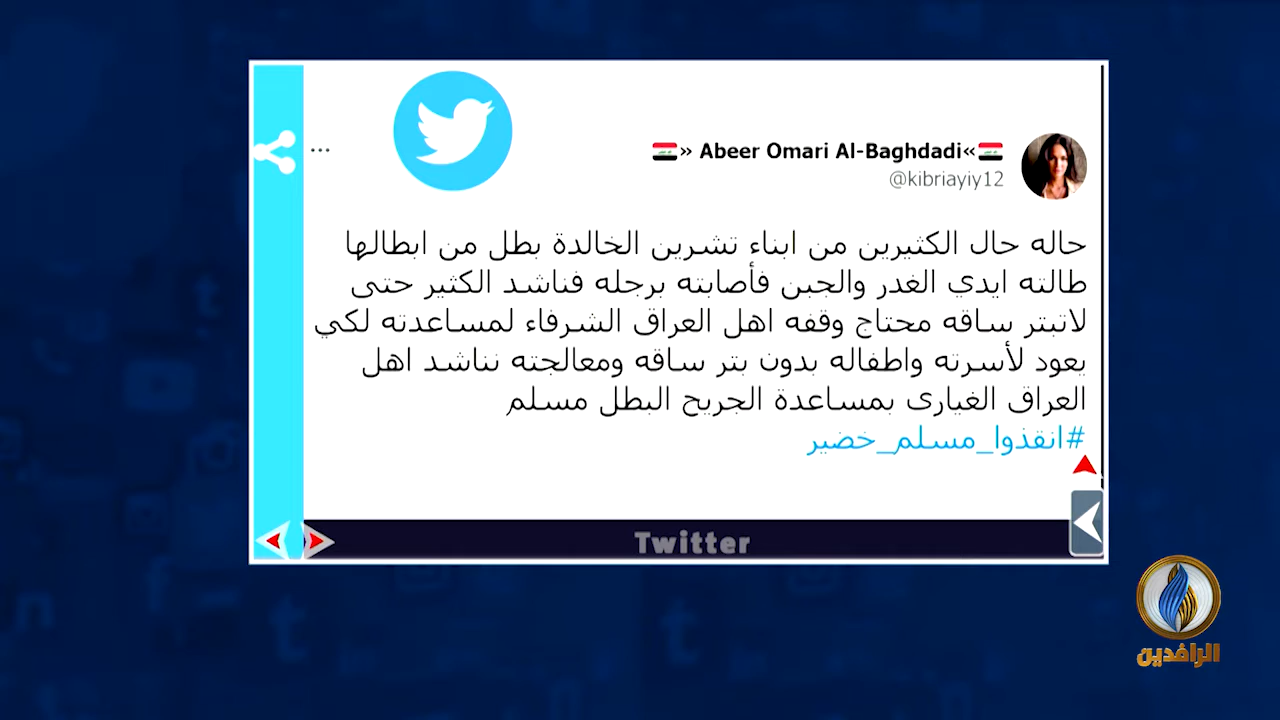 » Abeer Omari Al-Baghdadi«
@kibriayiy12
...
حاله حال الكثيرين من ابناء تشرين الخالدة بطل من ابطالها
طالته ايدي الغدر والجبن فأصابته برجله فناشد الكثير حتى
لاتبتر ساقه محتاج وقفه اهل العراق الشرفاء لمساعدته لكي
يعود لأسرته واطفاله بدون بتر ساقه ومعالجته نناشد اهل
العراق الغيارى بمساعدة الجريح البطل مسلم
#انقذوا_مسلم_خضير
Twitter
الرافدين